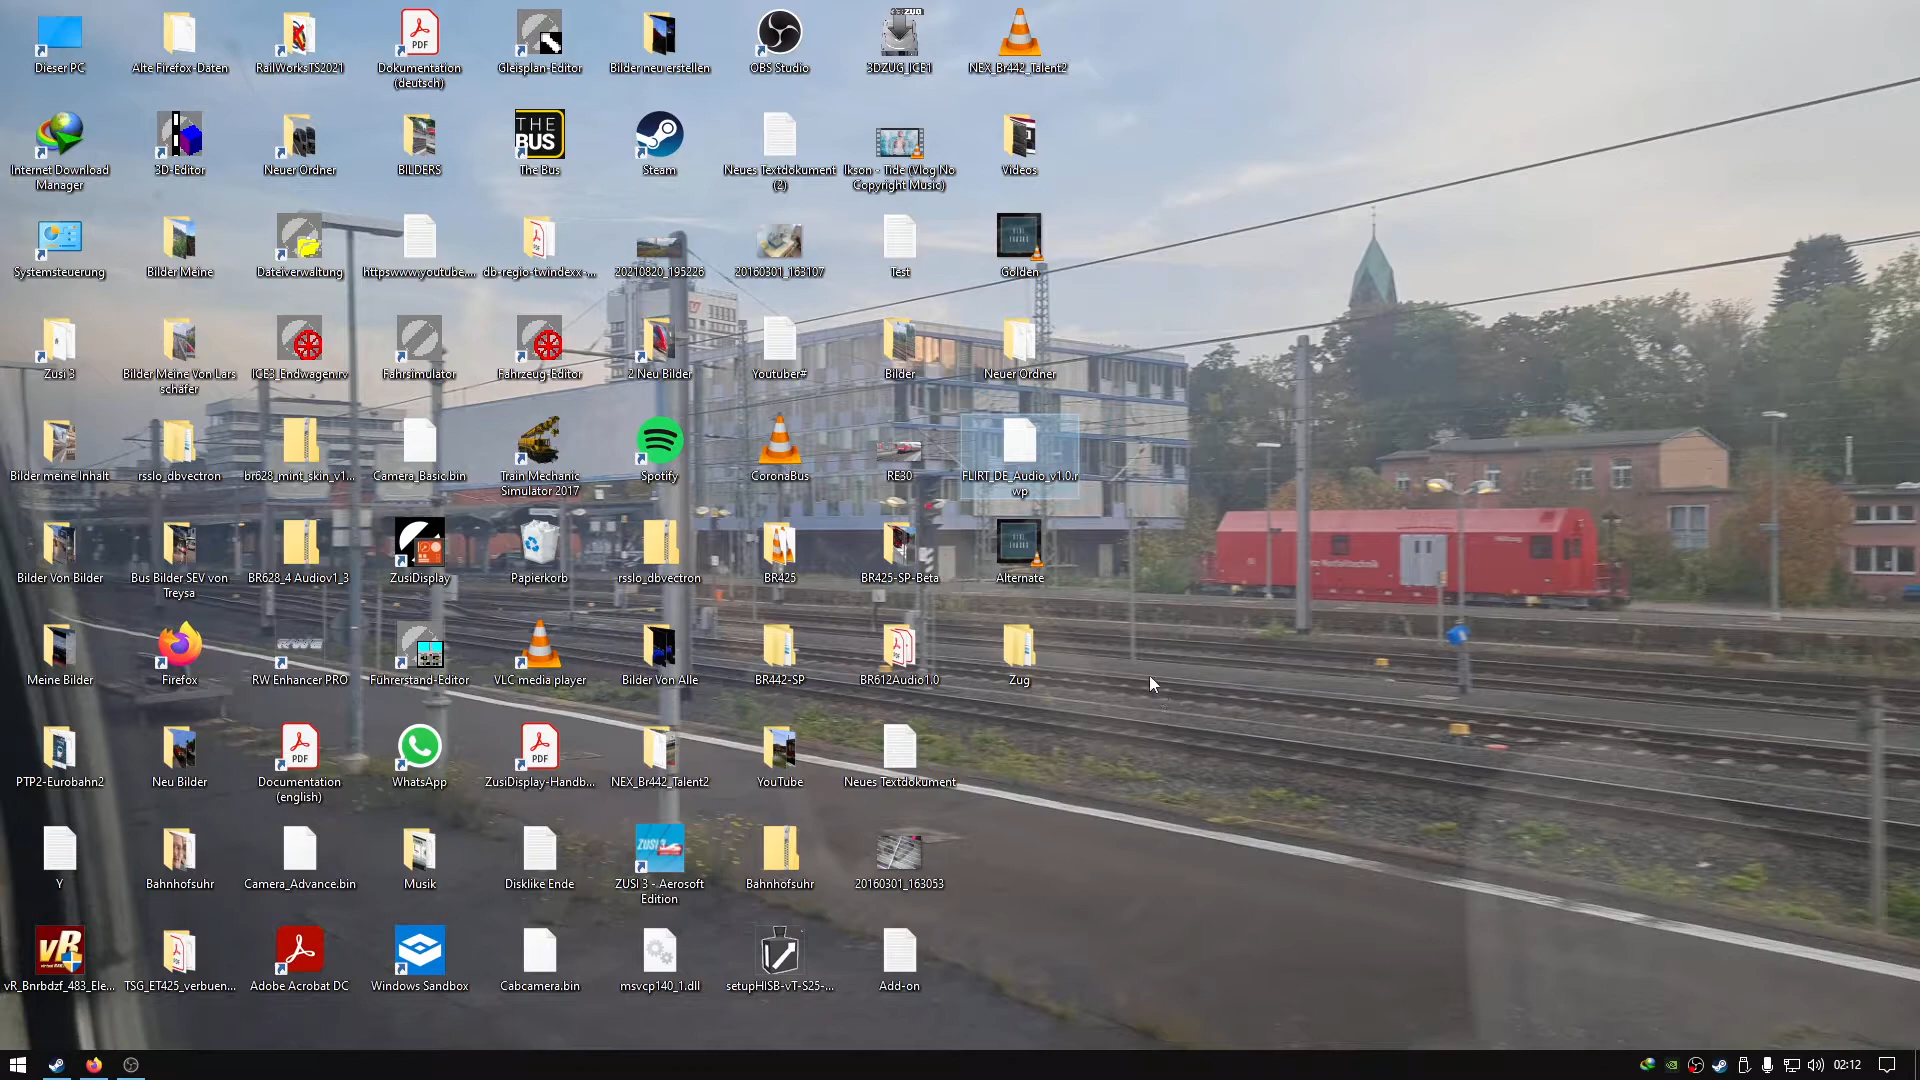 Dieser PC
Alte Firefox-Daten
RailWorksTS2021
Dokumentation
(deutsch)
Gleisplan-Editor
Bilder neu erstellen
OBS Studio
3DZUG_ICE1
NEX_Br442_Talent2
Internet Download
Manager
3D-Editor
Neuer Ordner
BILDERS
THE
BUS
The Bus
Steam
Neues Textdokument
(2)
Ikson - Tide (Vlog No
Copyright Music)
Videos
Systemsteuerung
Bilder Meine
Dateiverwaltung
httpswww.youtube....
db-regio-twindexx-...
20210820_195226
20160301_163107
Test
Golden
Zusi 3
Bilder Meine Von Lars
schäfer
ICE3_Endwagen.rv
Fahrsimulator
Fahrzeug-Editor
2 Neu Bilder
Youtuber#
Bilder
Neuer Ordner
Bilder meine Inhalt
rsslo_dbvectron
br628_mint_skin_v1...
Camera_Basic.bin
Train Mechanic
Simulator 2017
Spotify
CoronaBus
RE30
FLIRT_DE_Audio_v1.0.r
wp
Bilder Von Bilder
Bus Bilder SEV von
Treysa
BR628_4 Audiov1_3
ZusiDisplay
Papierkorb
rsslo_dbvectron
BR425
BR425-SP-Beta
Alternate
Meine Bilder
Firefox
RW Enhancer PRO
Führerstand-Editor
VLC media player
Bilder Von Alle
BR442-SP
BR612Audio1.0
Zug
PTP2-Eurobahn2
Neu Bilder
PDF
Documentation
(english)
WhatsApp
PDF
ZusiDisplay-Handb...
NEX_Br442_Talent2
YouTube
Neues Textdokument
Y
Bahnhofsuhr
Camera_Advance.bin
Musik
Disklike Ende
ZUSI 3
ZUSI 3 - Aerosoft
Edition
Bahnhofsuhr
20160301_163053
vR
vR_Bnrbdzf_483_Ele...
TSG_ET425_verbuen...
Adobe Acrobat DC
Windows Sandbox
Cabcamera.bin
msvcp140_1.dll
setupHISB-vT-S25-...
Add-on
02:12